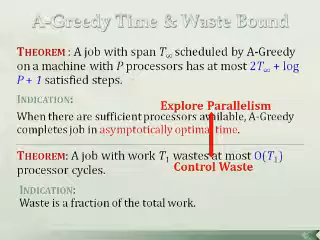 A-Greedy Time & Waste Bound
THEOREM : A job with span T∞ scheduled by A-Greedy
on a machine with P processors has at most 2T∞ + log
P + 1 satisfied steps.
INDICATION:
Explore Parallelism
When there are sufficient processors available, A-Greedy
completes job in asymptotically optimal time.
THEOREM: A job with work T₁ wastes at most O(T₁)
processor cycles.
Control Waste
INDICATION:
Waste is a fraction of the total work.